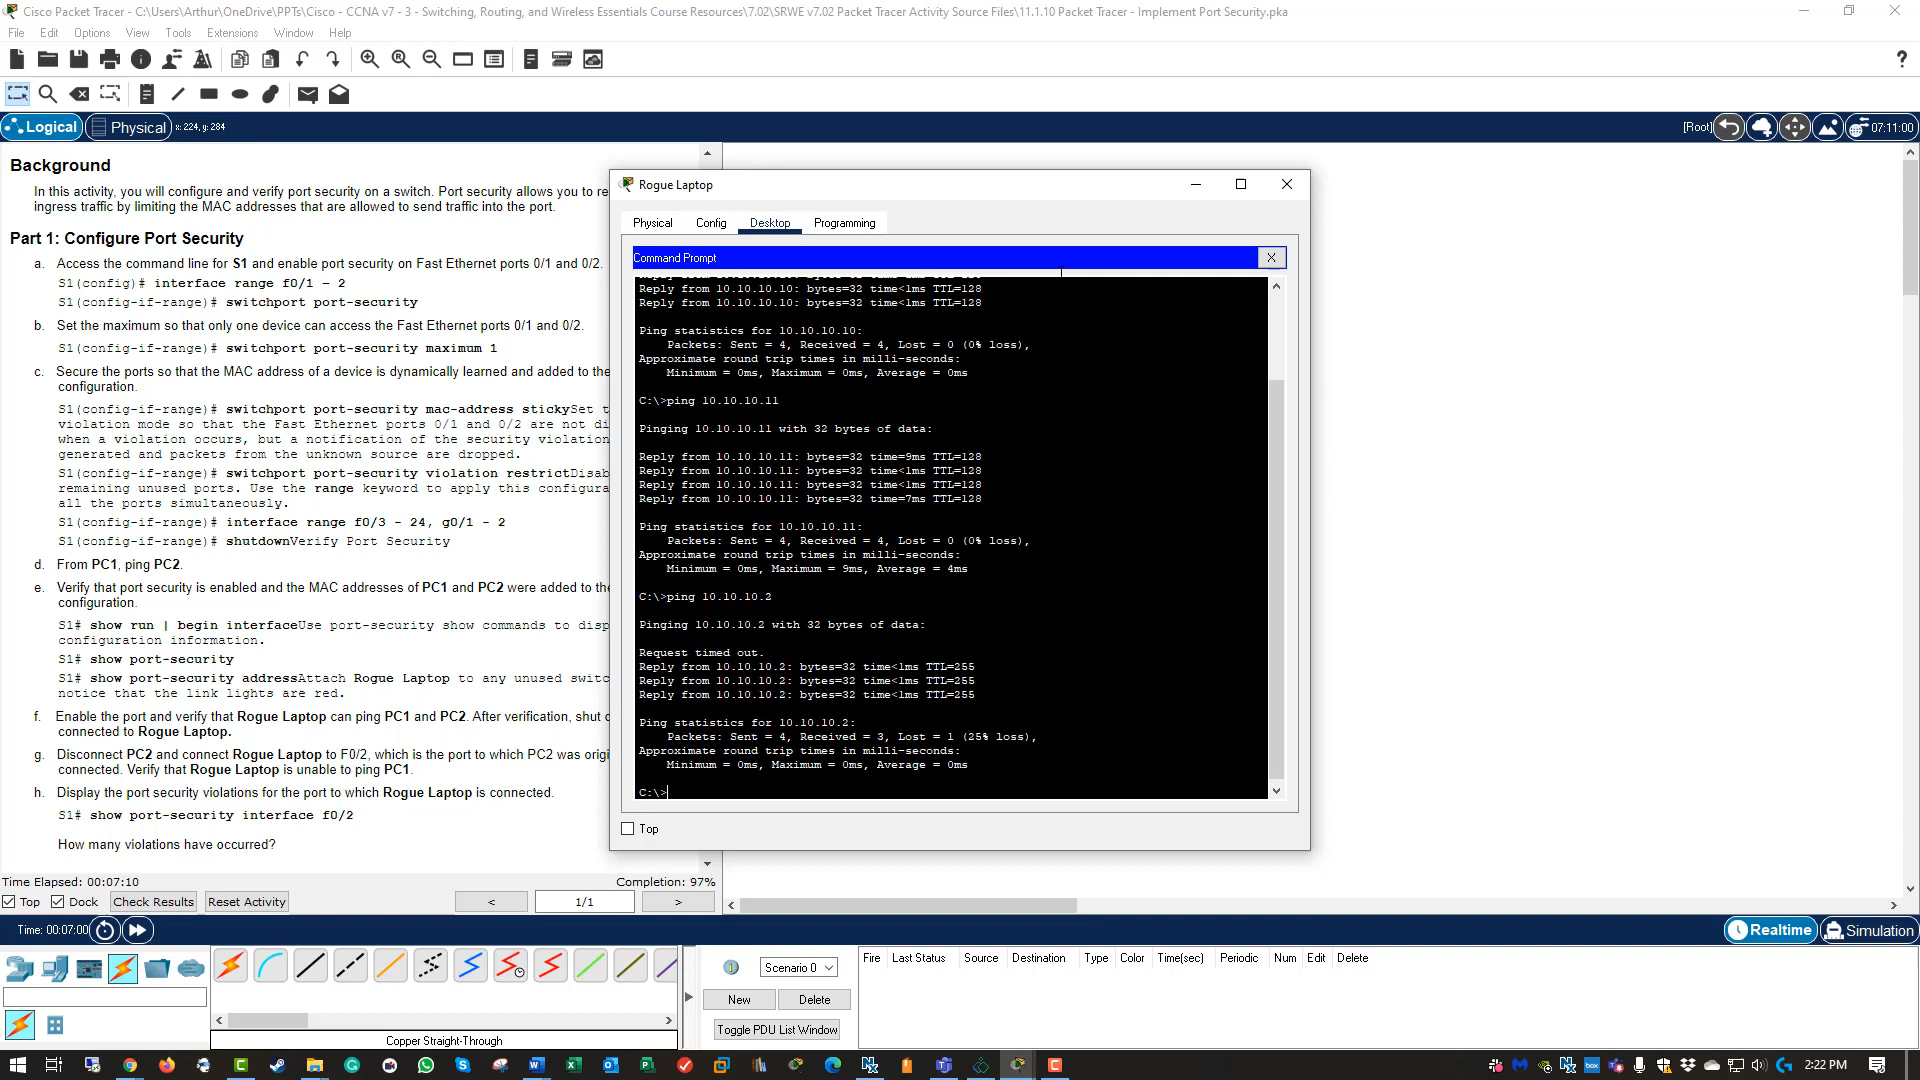 Cisco Packet Tracer - C:\Users\Arthur\OneDrive\PPTs\Cisco - CCNA v7 - 3 - Switching, Routing, and Wireless Essentials Course Resources\7.02\SRWE v7.02 Packet Tracer Activity Source Files\11.1.10 Packet Tracer - Implement Port Security.pka
File Edit Options View Tools Extensions Window Help
Logical Physical x: 224, y: 284 [Root] 07:11:00
Background
In this activity, you will configure and verify port security on a switch. Port security allows you to re
ingress traffic by limiting the MAC addresses that are allowed to send traffic into the port.
Part 1: Configure Port Security
a. Access the command line for S1 and enable port security on Fast Ethernet ports 0/1 and 0/2.
S1(config)# interface range f0/1 - 2
S1(config-if-range)# switchport port-security
b. Set the maximum so that only one device can access the Fast Ethernet ports 0/1 and 0/2.
S1(config-if-range)# switchport port-security maximum 1
c. Secure the ports so that the MAC address of a device is dynamically learned and added to the
configuration.
S1(config-if-range)# switchport port-security mac-address stickySet t
violation mode so that the Fast Ethernet ports 0/1 and 0/2 are not di
when a violation occurs, but a notification of the security violation
generated and packets from the unknown source are dropped.
S1(config-if-range)# switchport port-security violation restrictDisab
remaining unused ports. Use the range keyword to apply this configura
all the ports simultaneously.
S1(config-if-range)# interface range f0/3 - 24, g0/1 - 2
S1(config-if-range)# shutdownVerify Port Security
d. From PC1, ping PC2.
e. Verify that port security is enabled and the MAC addresses of PC1 and PC2 were added to the
configuration.
S1# show run | begin interfaceUse port-security show commands to disp
configuration information.
S1# show port-security
S1# show port-security addressAttach Rogue Laptop to any unused switc
notice that the link lights are red.
f. Enable the port and verify that Rogue Laptop can ping PC1 and PC2. After verification, shut d
connected to Rogue Laptop.
g. Disconnect PC2 and connect Rogue Laptop to F0/2, which is the port to which PC2 was origi
connected. Verify that Rogue Laptop is unable to ping PC1.
h. Display the port security violations for the port to which Rogue Laptop is connected.
S1# show port-security interface f0/2
How many violations have occurred?
Time Elapsed: 00:07:10 Completion: 97%
Top Dock Check Results Reset Activity < 1/1 >
Rogue Laptop
Physical Config Desktop Programming
Command Prompt X
Reply from 10.10.10.10: bytes=32 time<1ms TTL=128
Reply from 10.10.10.10: bytes=32 time<1ms TTL=128
Ping statistics for 10.10.10.10:
Packets: Sent = 4, Received = 4, Lost = 0 (0% loss),
Approximate round trip times in milli-seconds:
Minimum = 0ms, Maximum = 0ms, Average = 0ms
C:\>ping 10.10.10.11
Pinging 10.10.10.11 with 32 bytes of data:
Reply from 10.10.10.11: bytes=32 time=9ms TTL=128
Reply from 10.10.10.11: bytes=32 time<1ms TTL=128
Reply from 10.10.10.11: bytes=32 time<1ms TTL=128
Reply from 10.10.10.11: bytes=32 time=7ms TTL=128
Ping statistics for 10.10.10.11:
Packets: Sent = 4, Received = 4, Lost = 0 (0% loss),
Approximate round trip times in milli-seconds:
Minimum = 0ms, Maximum = 9ms, Average = 4ms
C:\>ping 10.10.10.2
Pinging 10.10.10.2 with 32 bytes of data:
Request timed out.
Reply from 10.10.10.2: bytes=32 time<1ms TTL=255
Reply from 10.10.10.2: bytes=32 time<1ms TTL=255
Reply from 10.10.10.2: bytes=32 time<1ms TTL=255
Ping statistics for 10.10.10.2:
Packets: Sent = 4, Received = 3, Lost = 1 (25% loss),
Approximate round trip times in milli-seconds:
Minimum = 0ms, Maximum = 0ms, Average = 0ms
C:\>
Top
Time: 00:07:00 Realtime Simulation
Scenario 0
New Delete
Toggle PDU List Window
Fire Last Status Source Destination Type Color Time(sec) Periodic Num Edit Delete
Copper Straight-Through
2:22 PM